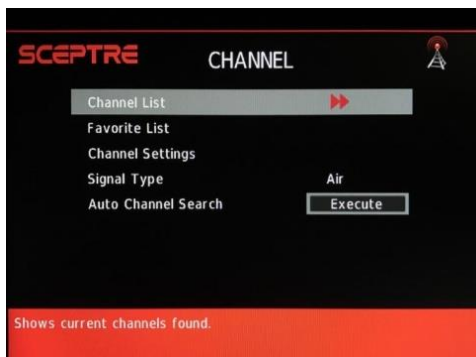 SCEPTRE CHANNEL
Channel List
Favorite List
Channel Settings
Signal Type Air
Auto Channel Search Execute
Shows current channels found.